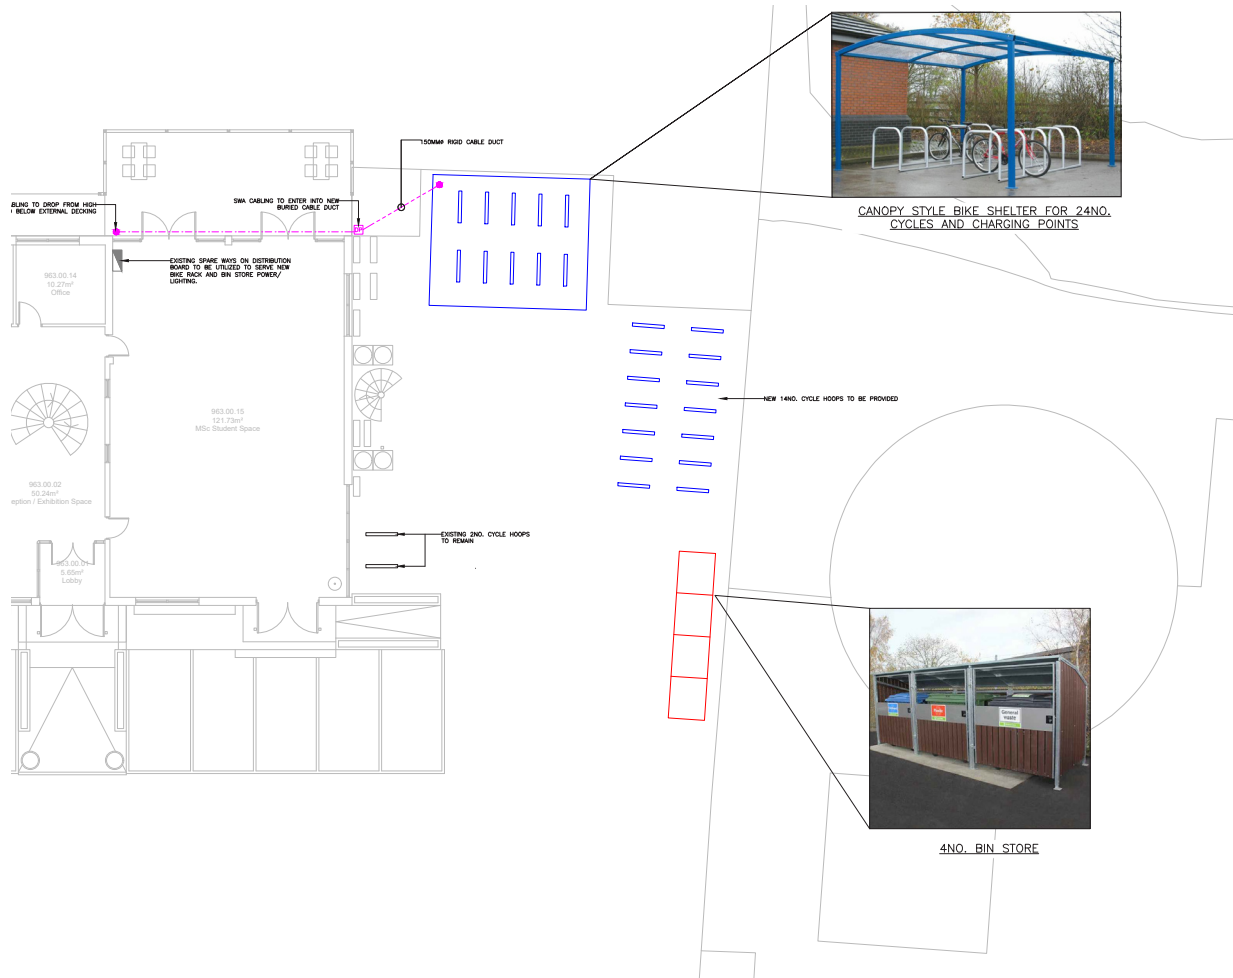 150MMø RIGID CABLE DUCT
CANOPY STYLE BIKE SHELTER FOR 24NO.
CYCLES AND CHARGING POINTS
SWA CABLING TO ENTER INTO NEW
BURIED CABLE DUCT
TO DROP FROM HIGH
BELOW EXTERNAL DECKING
DP
EXISTING SPARE WAYS ON DISTRIBUTION
BOARD TO BE UTILIZED TO SERVE NEW
BIKE RACK AND BIN STORE POWER/
LIGHTING.
963.00.14
10.27m²
Office
NEW 14NO. CYCLE HOOPS TO BE PROVIDED
963.00.15
121.73m²
MSc Student Space
963.00.02
50.24m²
/ Exhibition Space
EXISTING 2NO. CYCLE HOOPS
TO REMAIN
963.00.01
5.65m²
Lobby
General
waste
4NO. BIN STORE